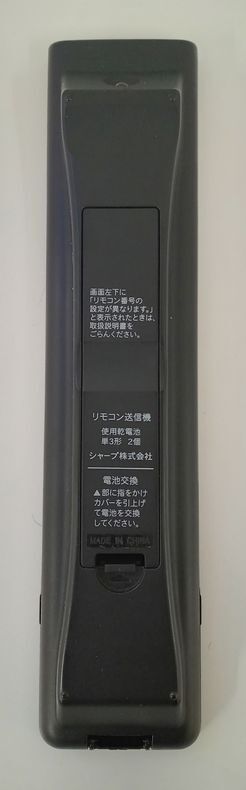 画面左下に
「リモコン番号の
設定が異なります。」
と表示されたときは、
取扱説明書を
ごらんください。
リモコン送信機
使用乾電池
単3形 2個
シャープ株式会社
電池交換
▲部に指をかけ
カバーを引上げ
て電池を交換
してください。
MADE IN CHINA